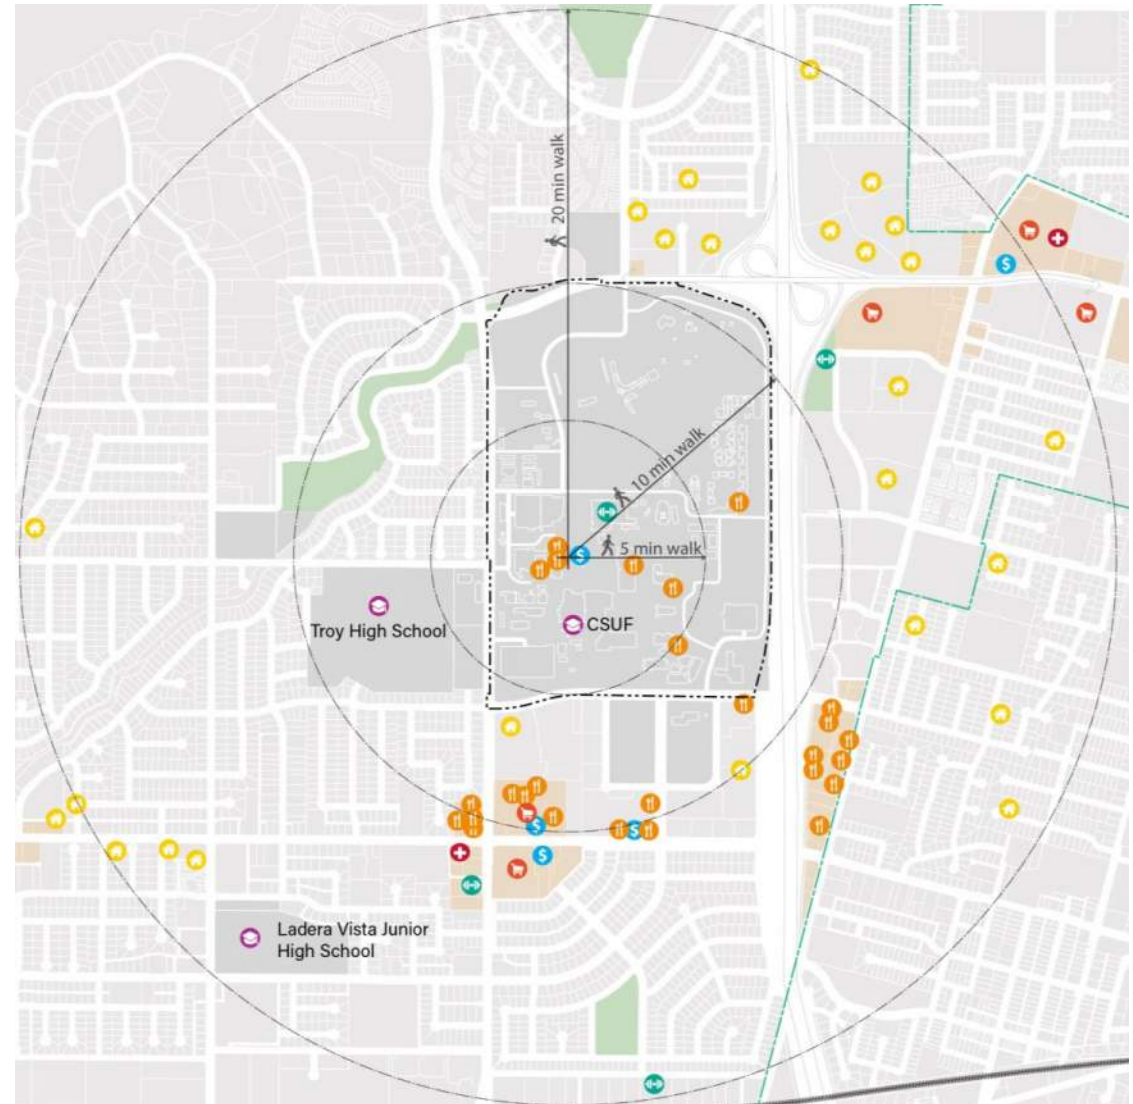 20 min walk
10 min walk
5 min walk
Troy High School
CSUF
Ladera Vista Junior
High School